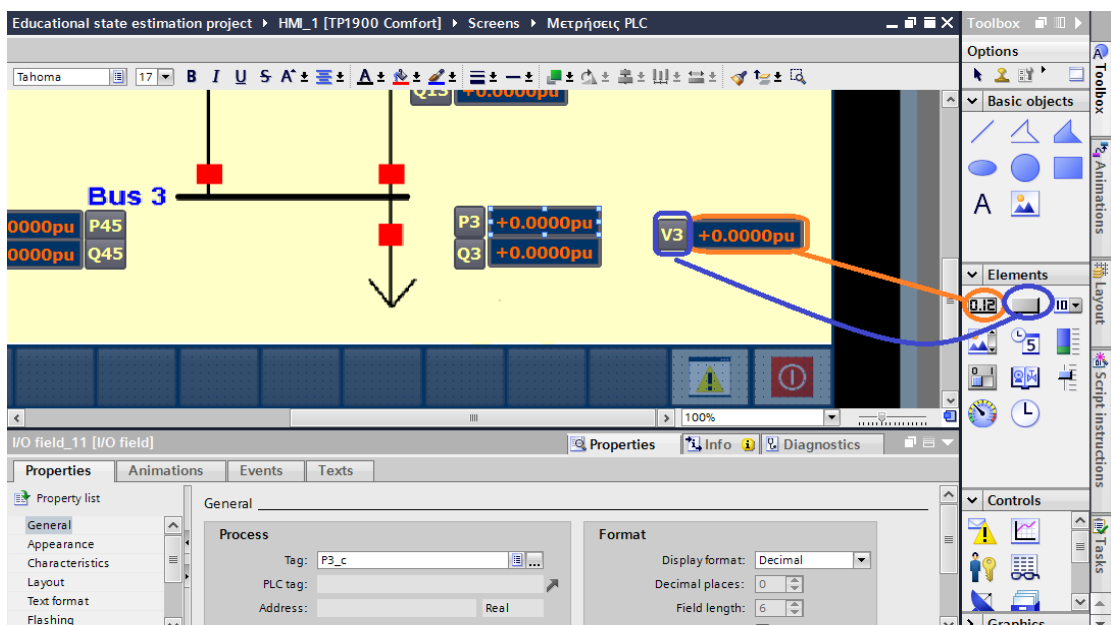 Educational state estimation project ▸ HMI_1 [TP1900 Comfort] ▸ Screens ▸ Μετρήσεις PLC
Toolbox
Options
Tahoma 17 B I U S A A
Toolbox
Basic objects
A
Animations
Q13 +0.0000pu
Bus 3
0000pu P45
0000pu Q45
P3 +0.0000pu
Q3 +0.0000pu
V3 +0.0000pu
Elements
0.12 10
5
Layout
Script instructions
100%
I/O field_11 [I/O field]
Properties Info Diagnostics
Properties Animations Events Texts
Property list
General
Appearance
Characteristics
Layout
Text format
Flashing
General
Process
Tag: P3_c
PLC tag:
Address: Real
Format
Display format: Decimal
Decimal places: 0
Field length: 6
Controls
Tasks
Graphics